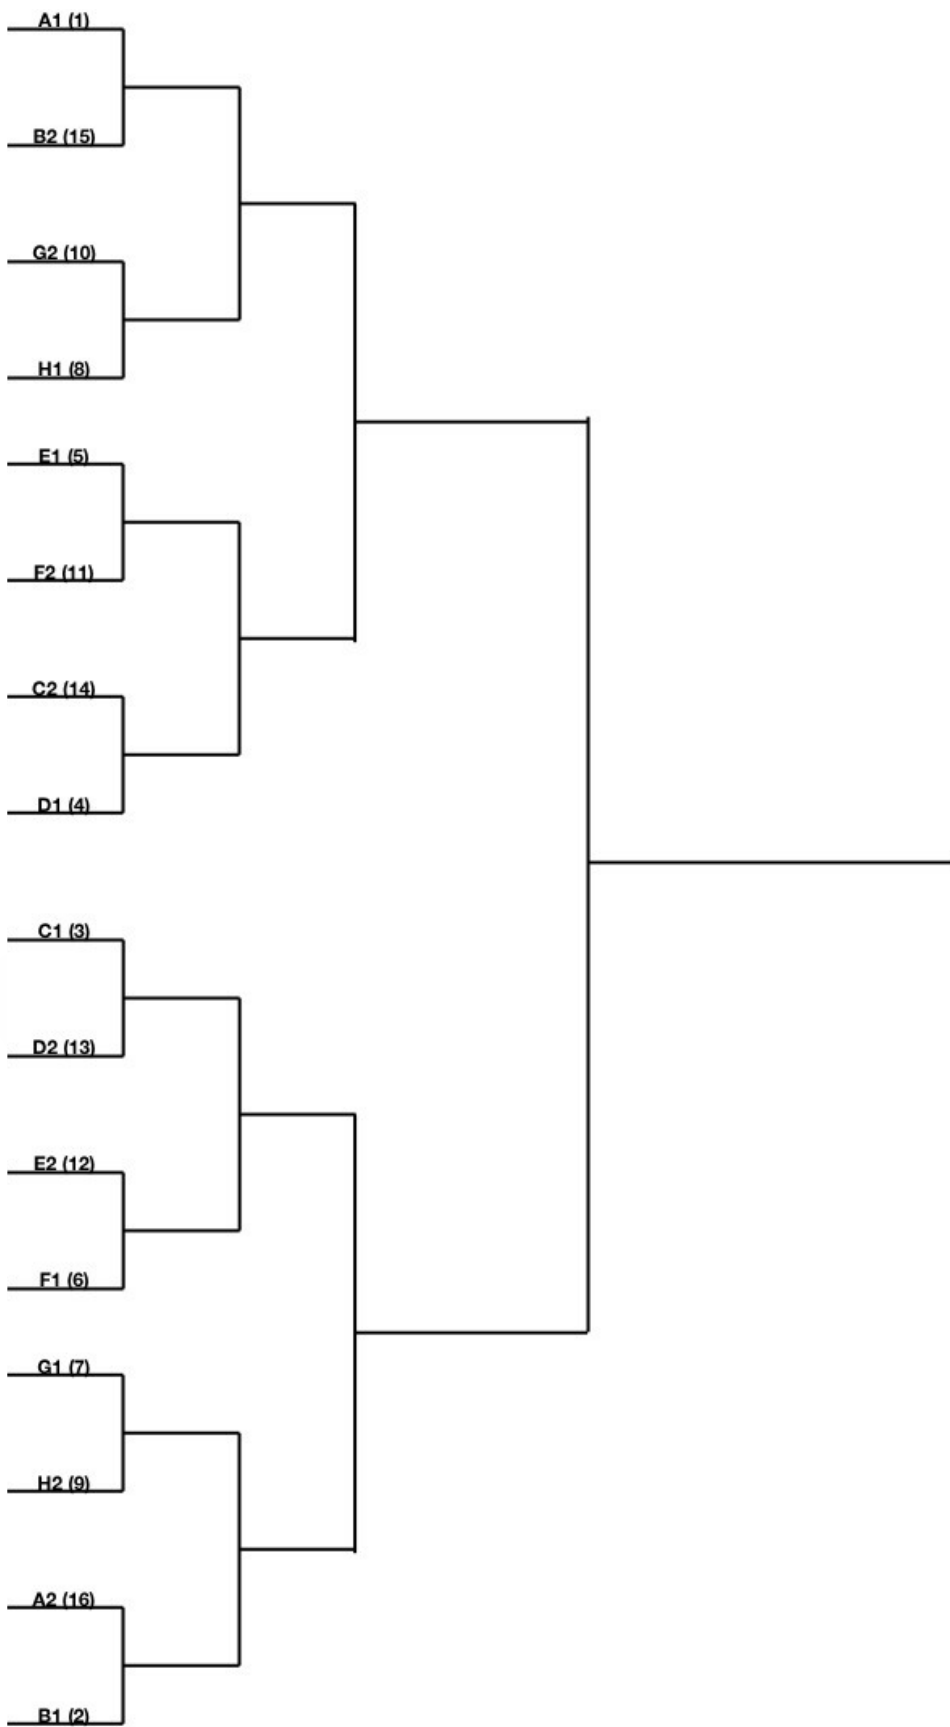 A1 (1)
B2 (15)
G2 (10)
H1 (8)
E1 (5)
F2 (11)
C2 (14)
D1 (4)
C1 (3)
D2 (13)
E2 (12)
F1 (6)
G1 (7)
H2 (9)
A2 (16)
B1 (2)